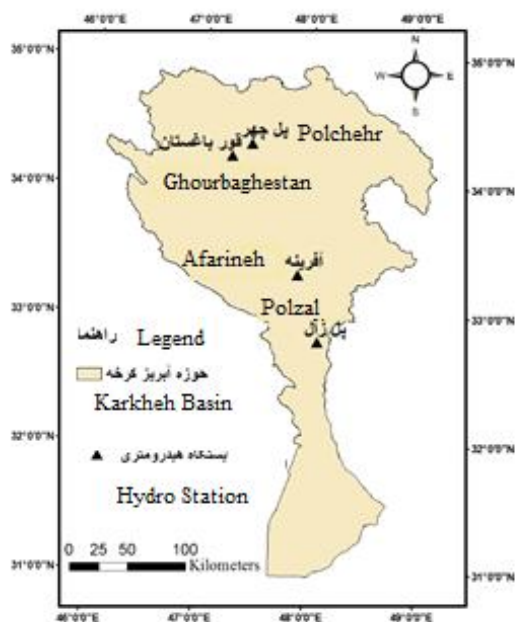 46°0'0"E 47°0'0"E 48°0'0"E 49°0'0"E
35°0'0"N 35°0'0"N
N
W E
S
پل چهر Polchehr
قور باغستان
Ghourbaghestan
34°0'0"N 34°0'0"N
Afarineh آفرینه
33°0'0"N 33°0'0"N
Polzal
پل زال
راهنما Legend
حوزه آبریز کرخه
Karkheh Basin
32°0'0"N 32°0'0"N
یستگاه هیدرومتری
Hydro Station
0 25 50 100
Kilometers
31°0'0"N 31°0'0"N
46°0'0"E 47°0'0"E 48°0'0"E 49°0'0"E